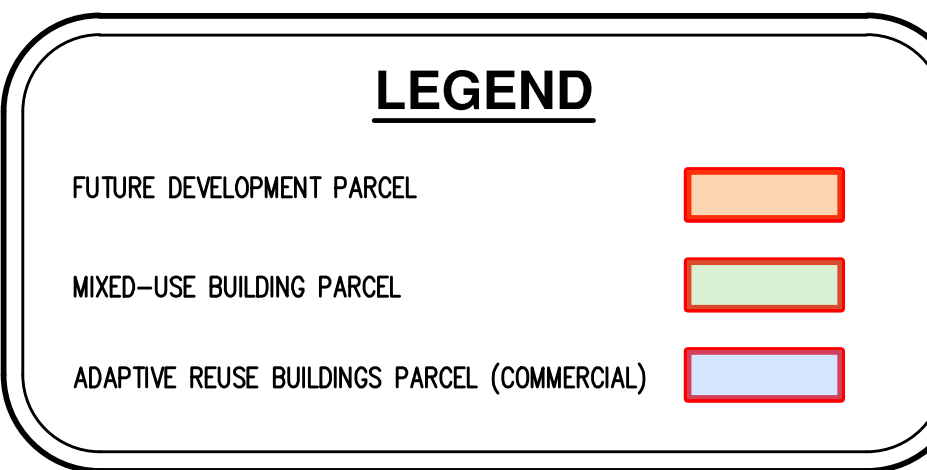 LEGEND
FUTURE DEVELOPMENT PARCEL
MIXED-USE BUILDING PARCEL
ADAPTIVE REUSE BUILDINGS PARCEL (COMMERCIAL)